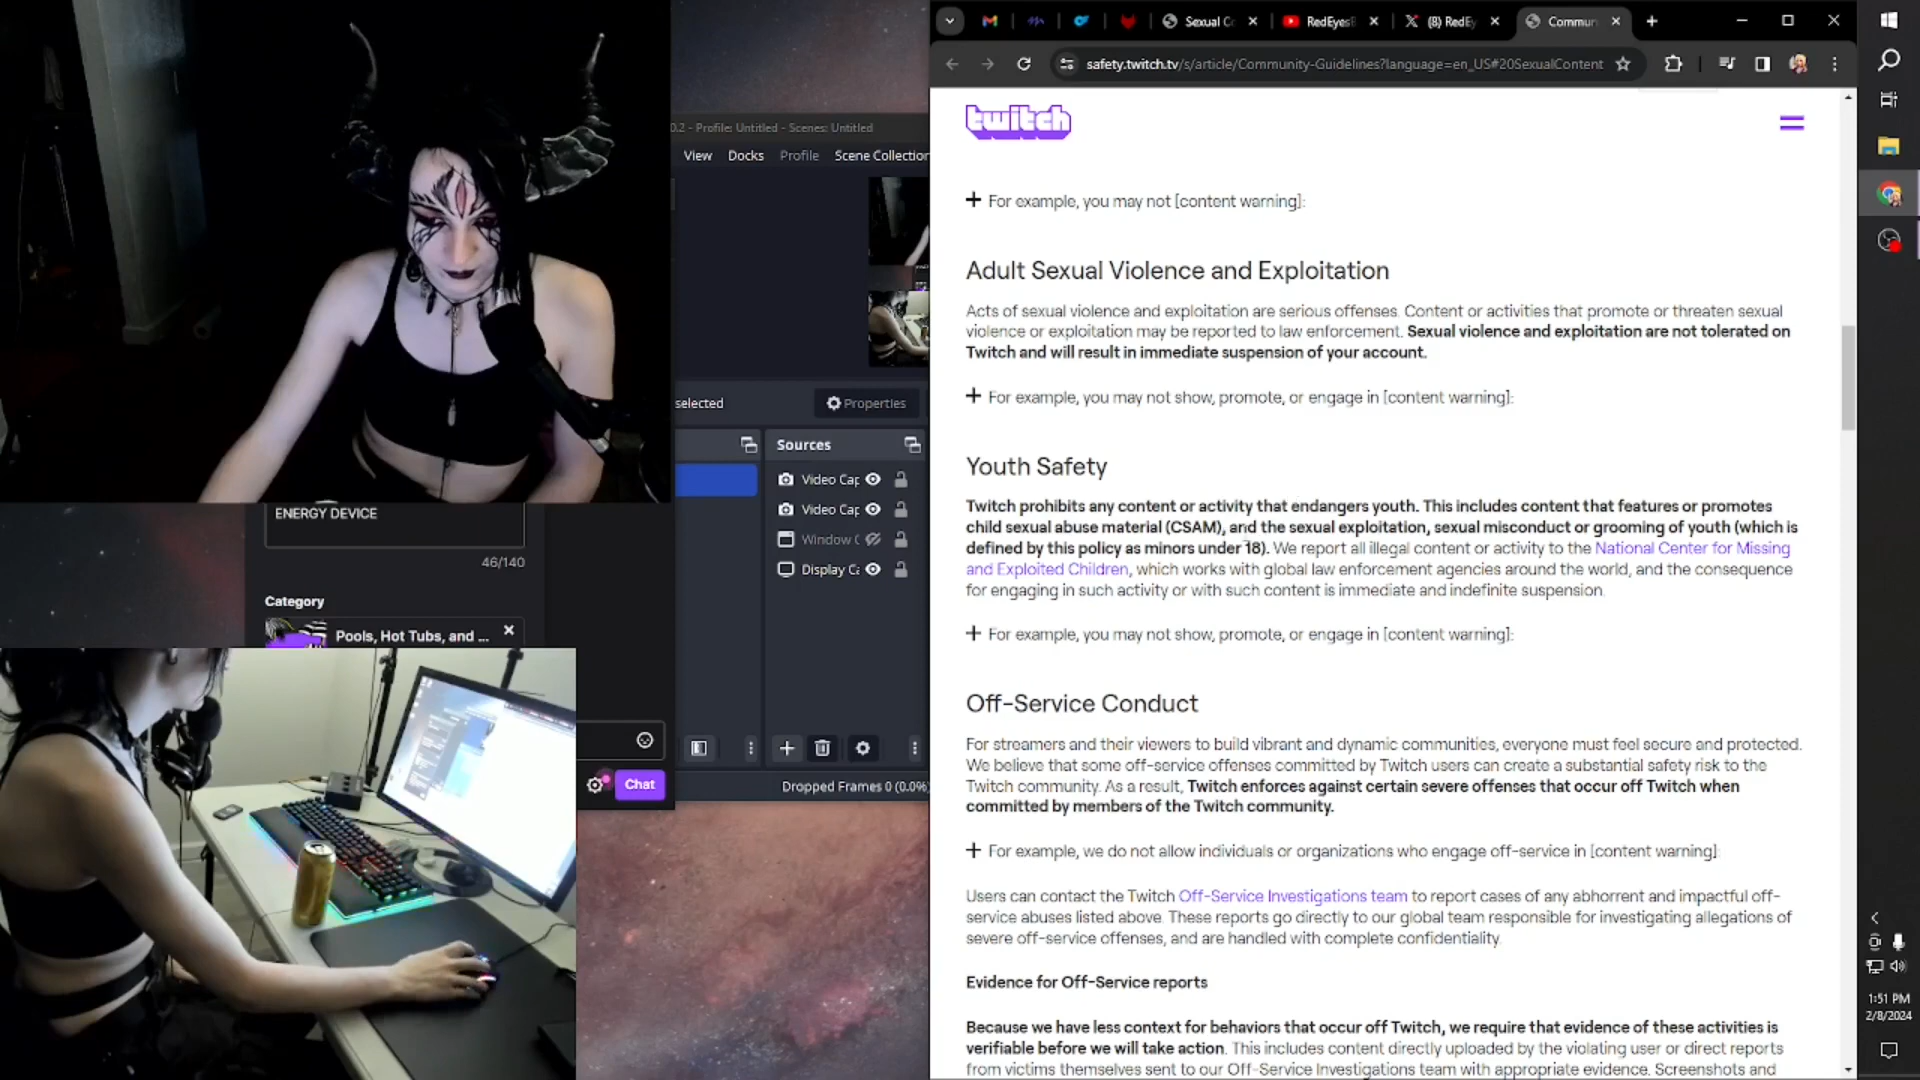 Sexual C
RedEyes
(8) RedEy
Commun
safety.twitch.tv/s/article/Community-Guidelines?language=en_US#20SexualContent
0.2 - Profile: Untitled - Scenes: Untitled
View Docks Profile Scene Collection
selected
Properties
Sources
Video Cap
Video Cap
Window C
Display Ca
Dropped Frames 0 (0.0%)
ENERGY DEVICE
46/140
Category
Pools, Hot Tubs, and ...
Chat
twitch
+ For example, you may not [content warning]:
Adult Sexual Violence and Exploitation
Acts of sexual violence and exploitation are serious offenses. Content or activities that promote or threaten sexual
violence or exploitation may be reported to law enforcement. Sexual violence and exploitation are not tolerated on
Twitch and will result in immediate suspension of your account.
+ For example, you may not show, promote, or engage in [content warning]:
Youth Safety
Twitch prohibits any content or activity that endangers youth. This includes content that features or promotes
child sexual abuse material (CSAM), and the sexual exploitation, sexual misconduct or grooming of youth (which is
defined by this policy as minors under 18). We report all illegal content or activity to the National Center for Missing
and Exploited Children, which works with global law enforcement agencies around the world, and the consequence
for engaging in such activity or with such content is immediate and indefinite suspension.
+ For example, you may not show, promote, or engage in [content warning]:
Off-Service Conduct
For streamers and their viewers to build vibrant and dynamic communities, everyone must feel secure and protected.
We believe that some off-service offenses committed by Twitch users can create a substantial safety risk to the
Twitch community. As a result, Twitch enforces against certain severe offenses that occur off Twitch when
committed by members of the Twitch community.
+ For example, we do not allow individuals or organizations who engage off-service in [content warning]:
Users can contact the Twitch Off-Service Investigations team to report cases of any abhorrent and impactful off-
service abuses listed above. These reports go directly to our global team responsible for investigating allegations of
severe off-service offenses, and are handled with complete confidentiality.
Evidence for Off-Service reports
Because we have less context for behaviors that occur off Twitch, we require that evidence of these activities is
verifiable before we will take action. This includes content directly uploaded by the violating user or direct reports
from victims themselves sent to our Off-Service Investigations team with appropriate evidence. Screenshots and
1:51 PM
2/8/2024